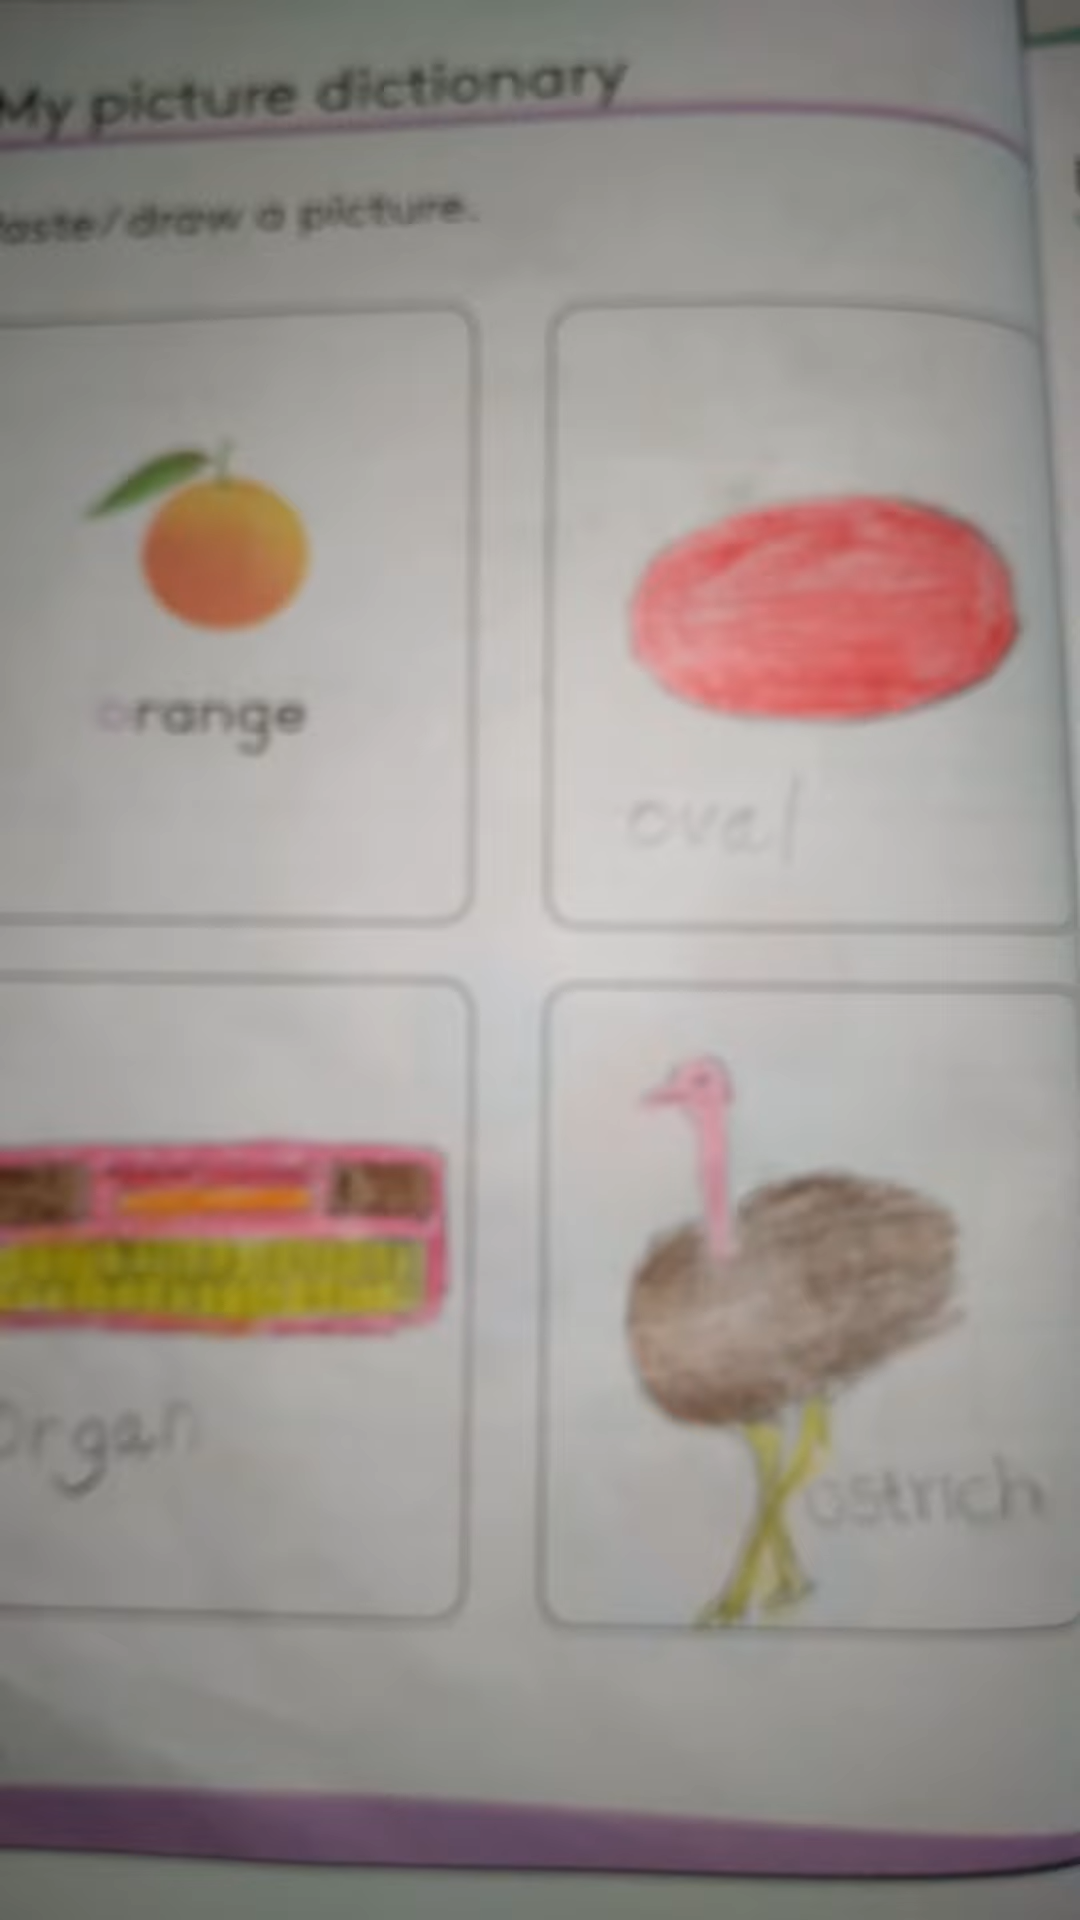 My picture dictionary
Paste/draw a picture.
orange
oval
Organ
ostrich